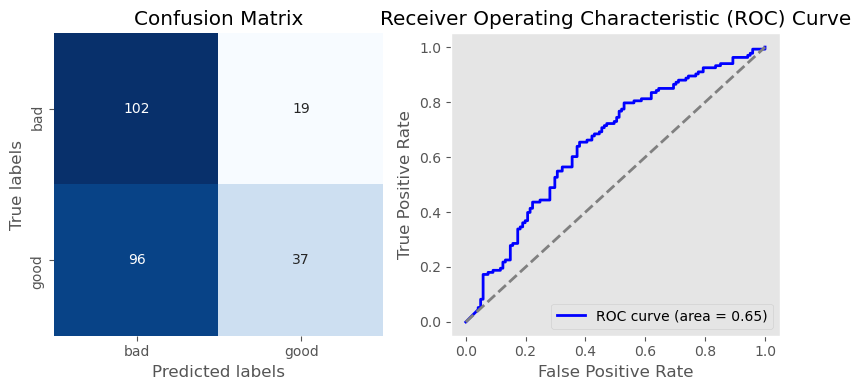 Confusion Matrix
True labels
bad
good
102
19
96
37
bad
good
Predicted labels
Receiver Operating Characteristic (ROC) Curve
True Positive Rate
1.0
0.8
0.6
0.4
0.2
0.0
ROC curve (area = 0.65)
0.0
0.2
0.4
0.6
0.8
1.0
False Positive Rate